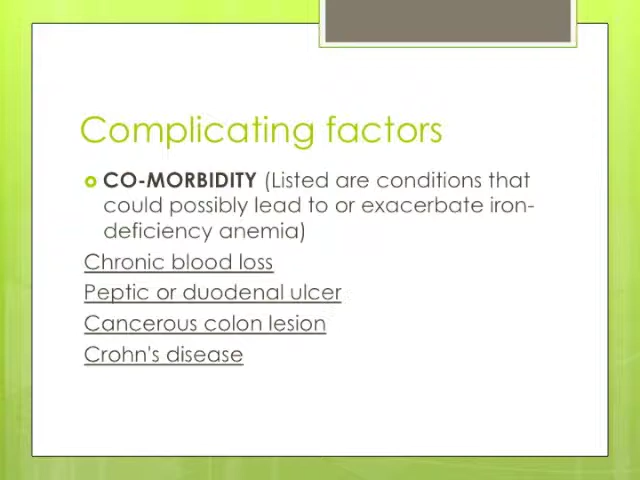 Complicating factors
CO-MORBIDITY (Listed are conditions that
could possibly lead to or exacerbate iron-
deficiency anemia)
Chronic blood loss
Peptic or duodenal ulcer
Cancerous colon lesion
Crohn's disease